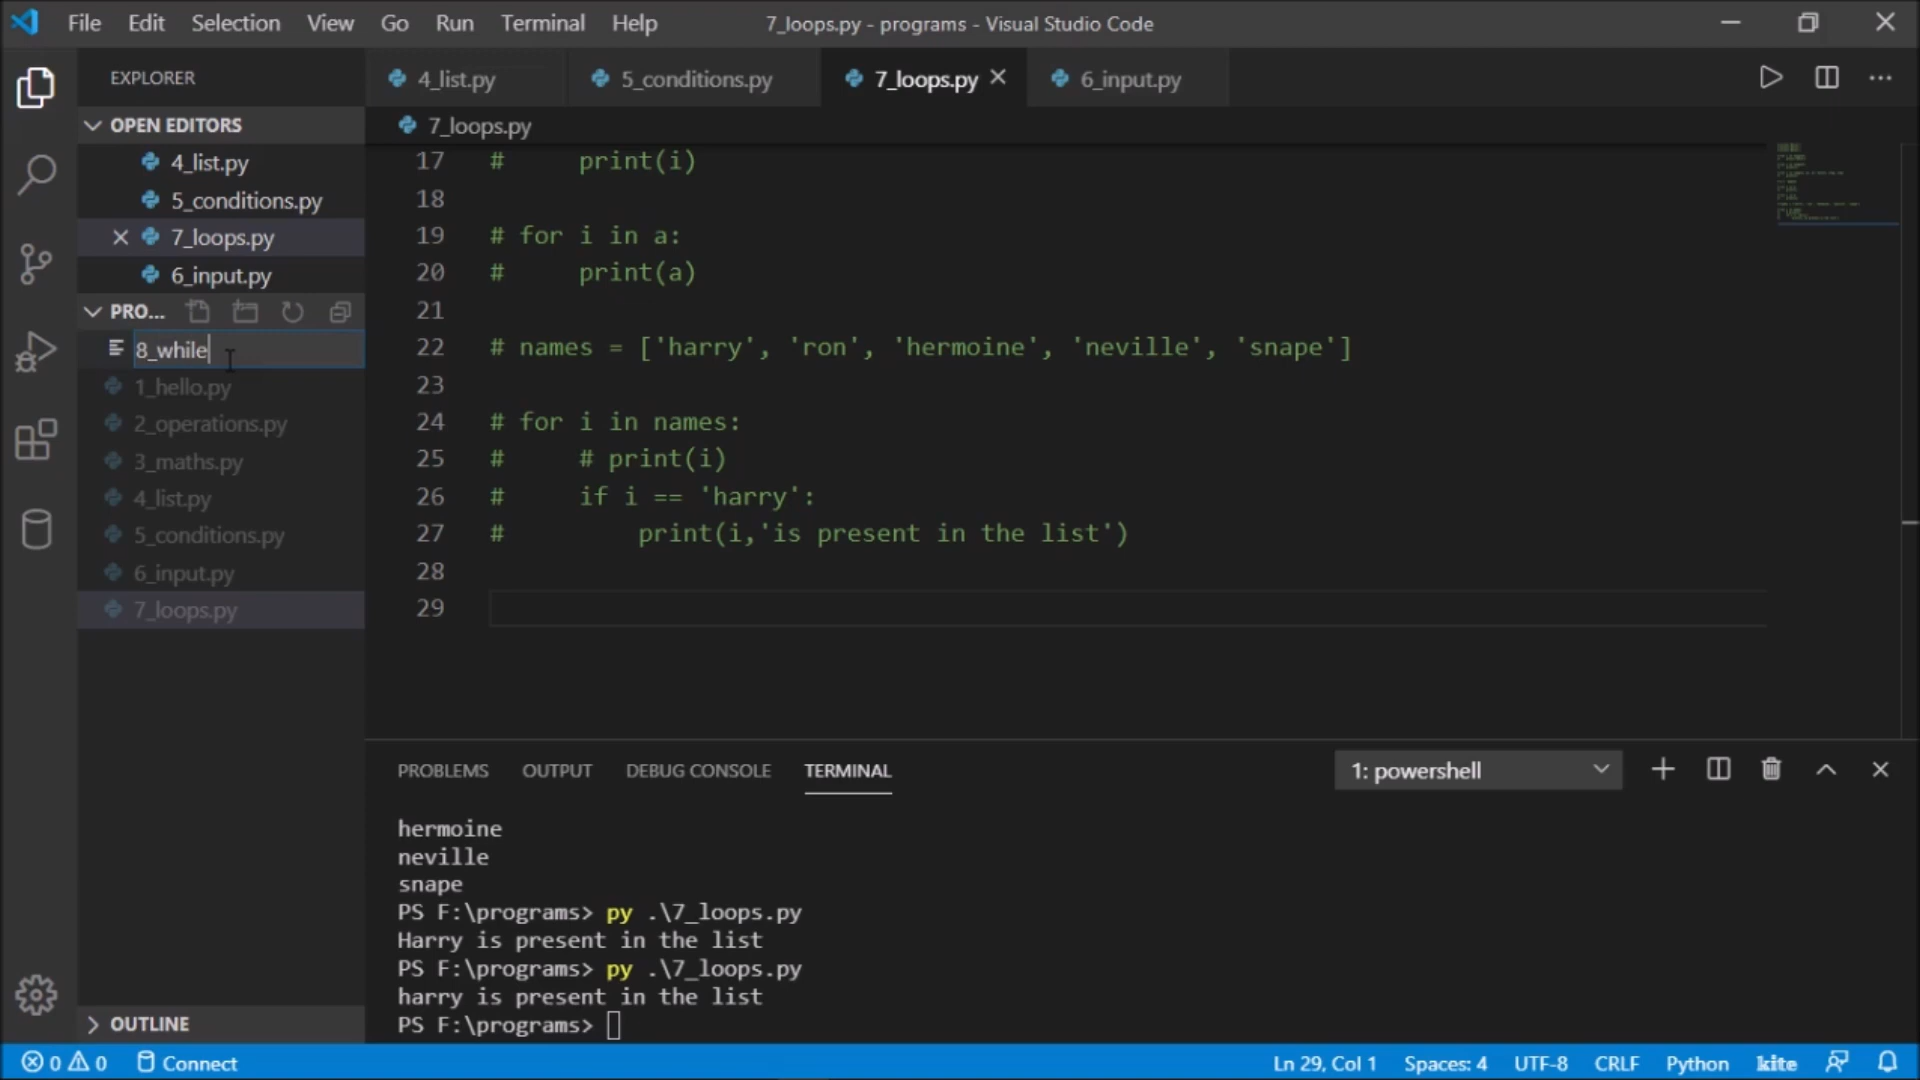 File Edit Selection View Go Run Terminal Help 7_loops.py - programs - Visual Studio Code
EXPLORER
4_list.py 5_conditions.py 7_loops.py 6_input.py
OPEN EDITORS
4_list.py
5_conditions.py
7_loops.py
6_input.py
PRO...
8_while
1_hello.py
2_operations.py
3_maths.py
4_list.py
5_conditions.py
6_input.py
7_loops.py
OUTLINE
7_loops.py
17 #     print(i)
18
19 # for i in a:
20 #     print(a)
21
22 # names = ['harry', 'ron', 'hermoine', 'neville', 'snape']
23
24 # for i in names:
25 #     # print(i)
26 #     if i == 'harry':
27 #         print(i,'is present in the list')
28
29
PROBLEMS OUTPUT DEBUG CONSOLE TERMINAL 1: powershell
hermoine
neville
snape
PS F:\programs> py .\7_loops.py
Harry is present in the list
PS F:\programs> py .\7_loops.py
harry is present in the list
PS F:\programs>
0 0 Connect Ln 29, Col 1 Spaces: 4 UTF-8 CRLF Python kite